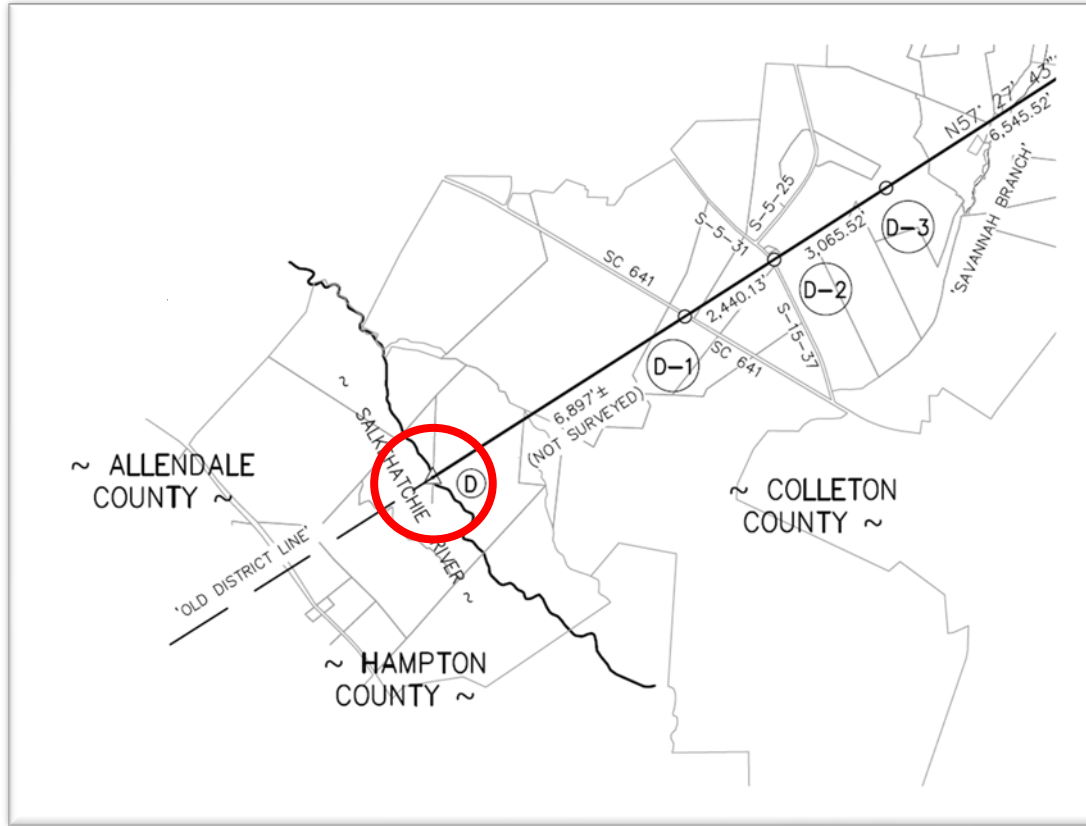 N57° 27' 43"
6,545.52'
S-5-25
'SAVANNAH BRANCH'
D-3
S-5-31
3,065.52'
SC 641
D-2
2,440.13'
S-15-37
D-1
SC 641
6,897'±
(NOT SURVEYED)
~ SALKEHATCHIE RIVER ~
~ ALLENDALE
COUNTY ~
D
~ COLLETON
COUNTY ~
'OLD DISTRICT LINE'
~ HAMPTON
COUNTY ~